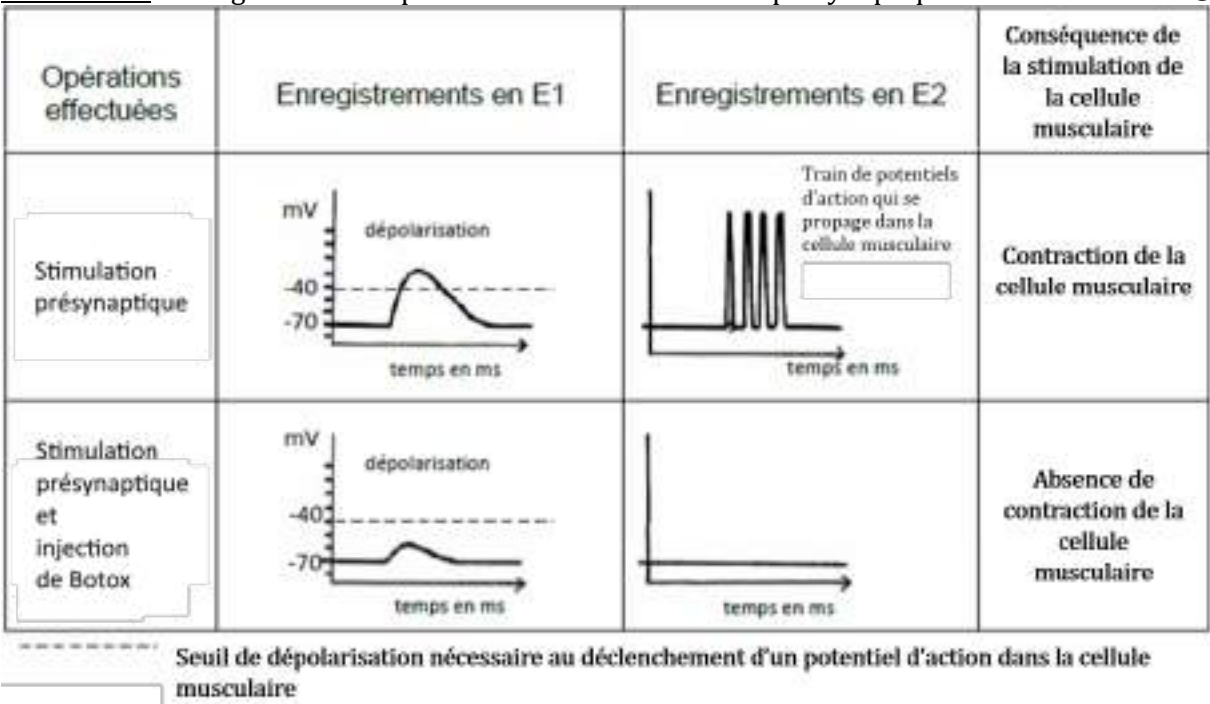 Opérations
effectuées
Enregistrements en E1
Enregistrements en E2
Conséquence de
la stimulation de
la cellule
musculaire
Stimulation
présynaptique
mV
dépolarisation
-40
-70
temps en ms
Train de potentiels
d'action qui se
propage dans la
cellule musculaire
temps en ms
Contraction de la
cellule musculaire
Stimulation
présynaptique
et
injection
de Botox
mV
dépolarisation
-40
-70
temps en ms
temps en ms
Absence de
contraction de la
cellule
musculaire
Seuil de dépolarisation nécessaire au déclenchement d'un potentiel d'action dans la cellule
musculaire